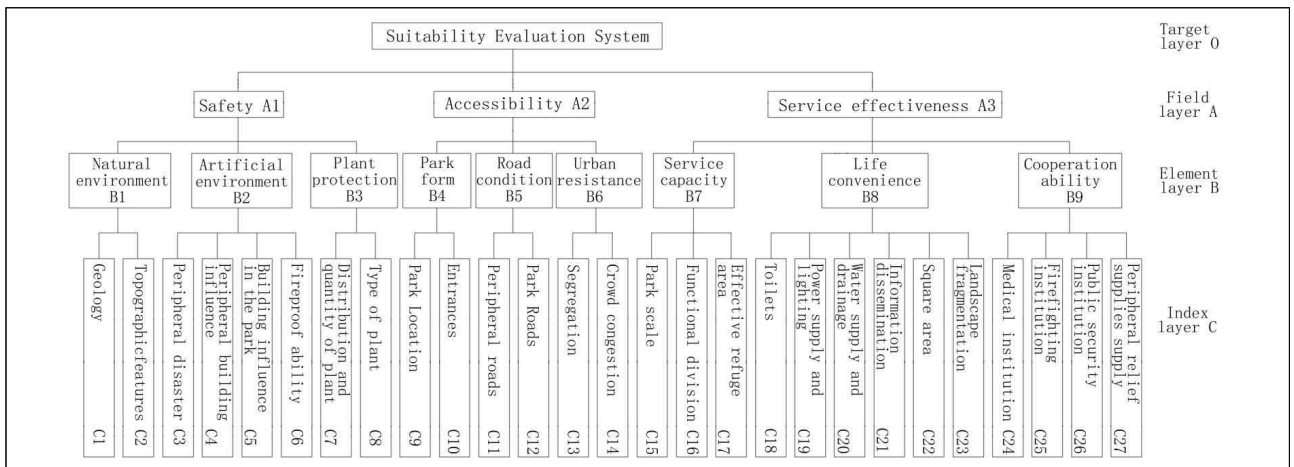 Suitability Evaluation System
Target
layer O
Safety A1
Accessibility A2
Service effectiveness A3
Field
layer A
Natural
environment
B1
Artificial
environment
B2
Plant
protection
B3
Park
form
B4
Road
condition
B5
Urban
resistance
B6
Service
capacity
B7
Life
convenience
B8
Cooperation
ability
B9
Element
layer B
Geology C1
Topographicfeatures C2
Peripheral disaster C3
Peripheral building
influence C4
Building influence
in the park C5
Fireproof ability C6
Distribution and
quantity of plant C7
Type of plant C8
Park Location C9
Entrances C10
Peripheral roads C11
Park Roads C12
Segregation C13
Crowd congestion C14
Park scale C15
Functional division C16
Effective refuge
area C17
Toilets C18
Power supply and
lighting C19
Water supply and
drainage C20
Information
dissemination C21
Square area C22
Landscape
fragmentation C23
Medical institution C24
Firefighting
institution C25
Public security
institution C26
Peripheral relief
supplies supply C27
Index
layer C